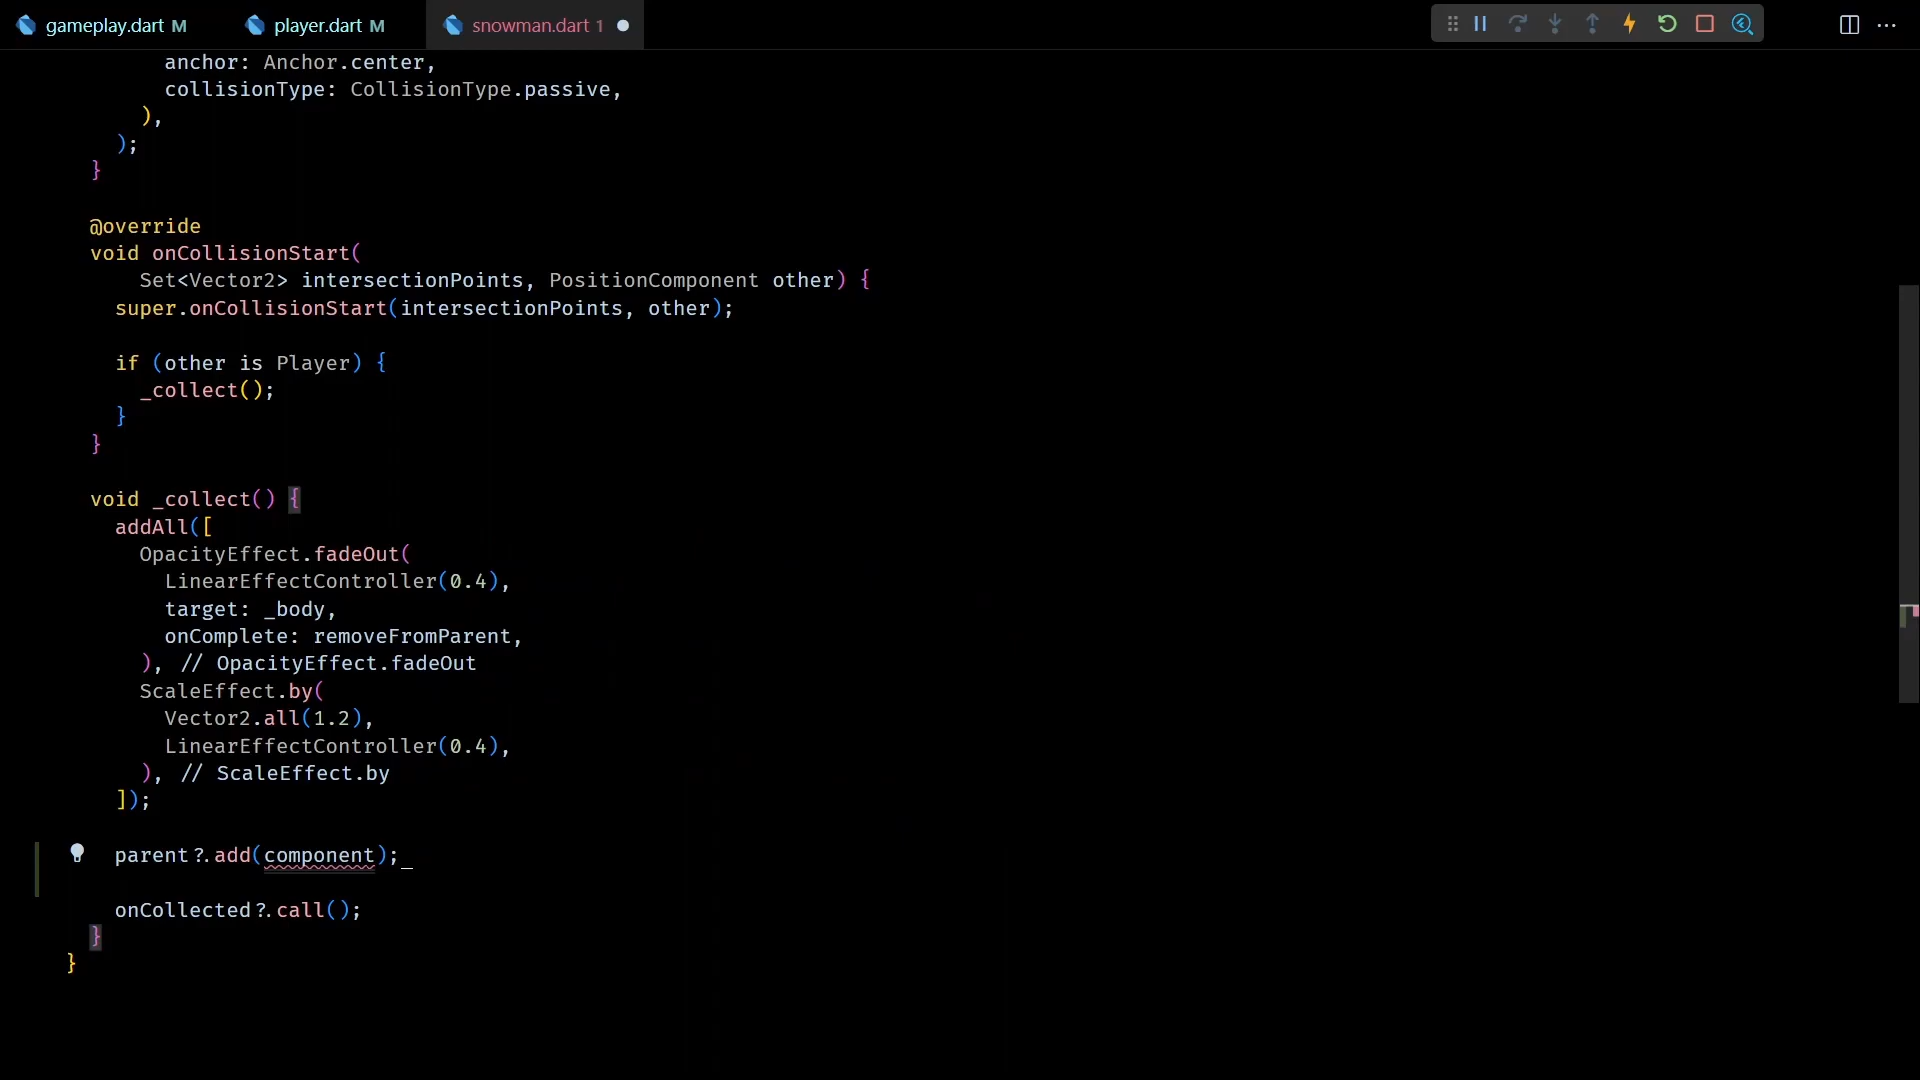 gameplay.dart M
player.dart M
snowman.dart 1
anchor: Anchor.center,
collisionType: CollisionType.passive,
),
);
}
@override
void onCollisionStart(
Set<Vector2> intersectionPoints, PositionComponent other) {
super.onCollisionStart(intersectionPoints, other);
if (other is Player) {
_collect();
}
}
void _collect() {
addAll([
OpacityEffect.fadeOut(
LinearEffectController(0.4),
target: _body,
onComplete: removeFromParent,
), // OpacityEffect.fadeOut
ScaleEffect.by(
Vector2.all(1.2),
LinearEffectController(0.4),
), // ScaleEffect.by
]);
parent?.add(component);
onCollected?.call();
}
}